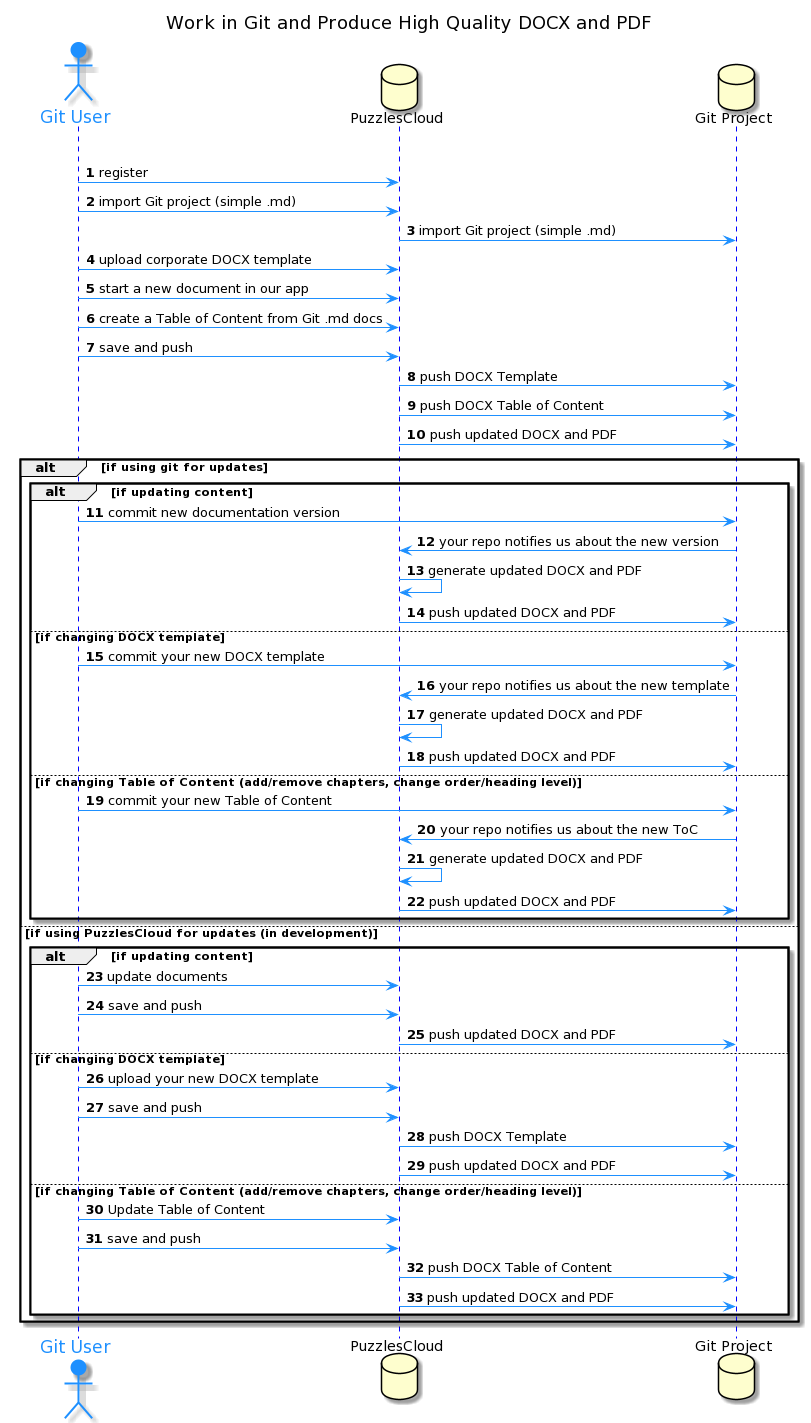 Work in Git and Produce High Quality DOCX and PDF
Git User
PuzzlesCloud
Git Project
1 register
2 import Git project (simple .md)
3 import Git project (simple .md)
4 upload corporate DOCX template
5 start a new document in our app
6 create a Table of Content from Git .md docs
7 save and push
8 push DOCX Template
9 push DOCX Table of Content
10 push updated DOCX and PDF
alt [if using git for updates]
alt [if updating content]
11 commit new documentation version
12 your repo notifies us about the new version
13 generate updated DOCX and PDF
14 push updated DOCX and PDF
[if changing DOCX template]
15 commit your new DOCX template
16 your repo notifies us about the new template
17 generate updated DOCX and PDF
18 push updated DOCX and PDF
[if changing Table of Content (add/remove chapters, change order/heading level)]
19 commit your new Table of Content
20 your repo notifies us about the new ToC
21 generate updated DOCX and PDF
22 push updated DOCX and PDF
[if using PuzzlesCloud for updates (in development)]
alt [if updating content]
23 update documents
24 save and push
25 push updated DOCX and PDF
[if changing DOCX template]
26 upload your new DOCX template
27 save and push
28 push DOCX Template
29 push updated DOCX and PDF
[if changing Table of Content (add/remove chapters, change order/heading level)]
30 Update Table of Content
31 save and push
32 push DOCX Table of Content
33 push updated DOCX and PDF
Git User
PuzzlesCloud
Git Project